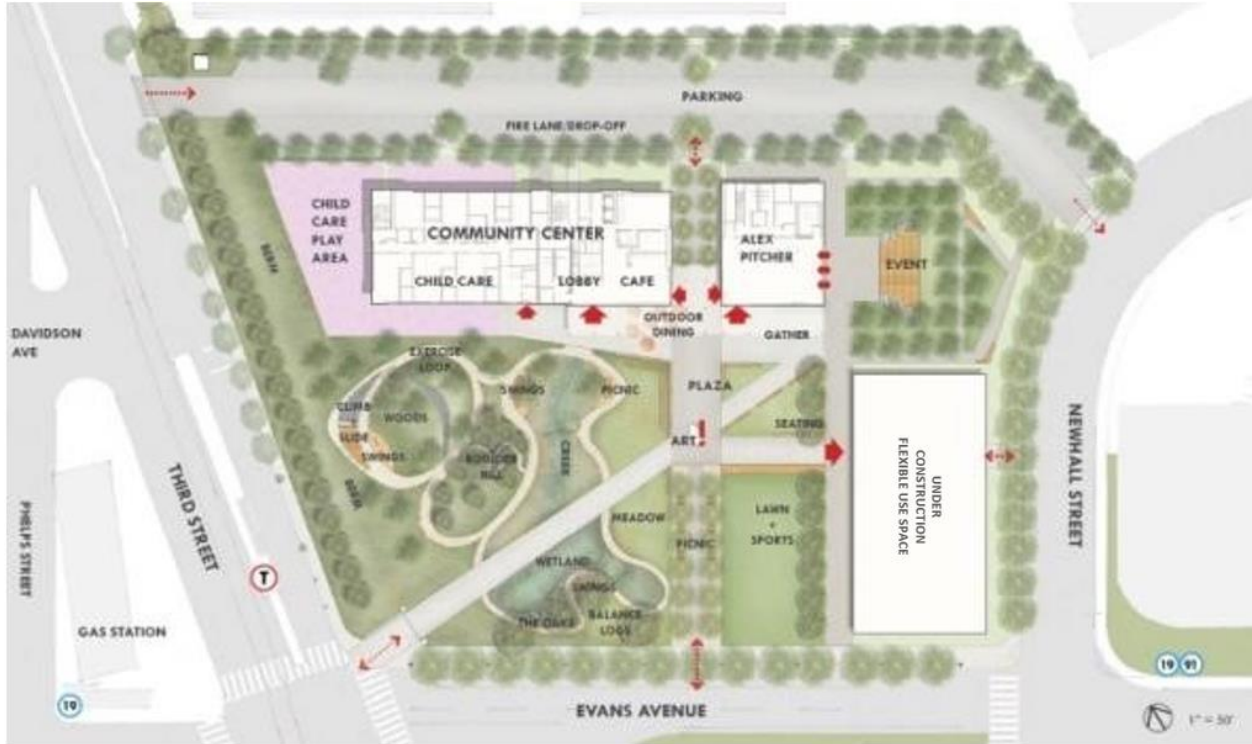 PARKING
FIRE LANE/DROP-OFF
CHILD
CARE
PLAY
AREA
COMMUNITY CENTER
CHILD CARE
LOBBY
CAFE
ALEX
PITCHER
EVENT
OUTDOOR
DINING
GATHER
BERM
DAVIDSON
AVE
EXERCISE
LOOP
SWINGS
PICNIC
PLAZA
CLIMB
+
SLIDE
SWINGS
WOODS
BOULDER
HILL
CREEK
ART
SEATING
BERM
MEADOW
PICNIC
LAWN
+
SPORTS
UNDER
CONSTRUCTION
FLEXIBLE USE SPACE
NEWHALL STREET
THIRD STREET
PHELPS STREET
T
WETLAND
SWINGS
THE OAKS
BALANCE
LOGS
GAS STATION
19
EVANS AVENUE
19
91
1" = 50'